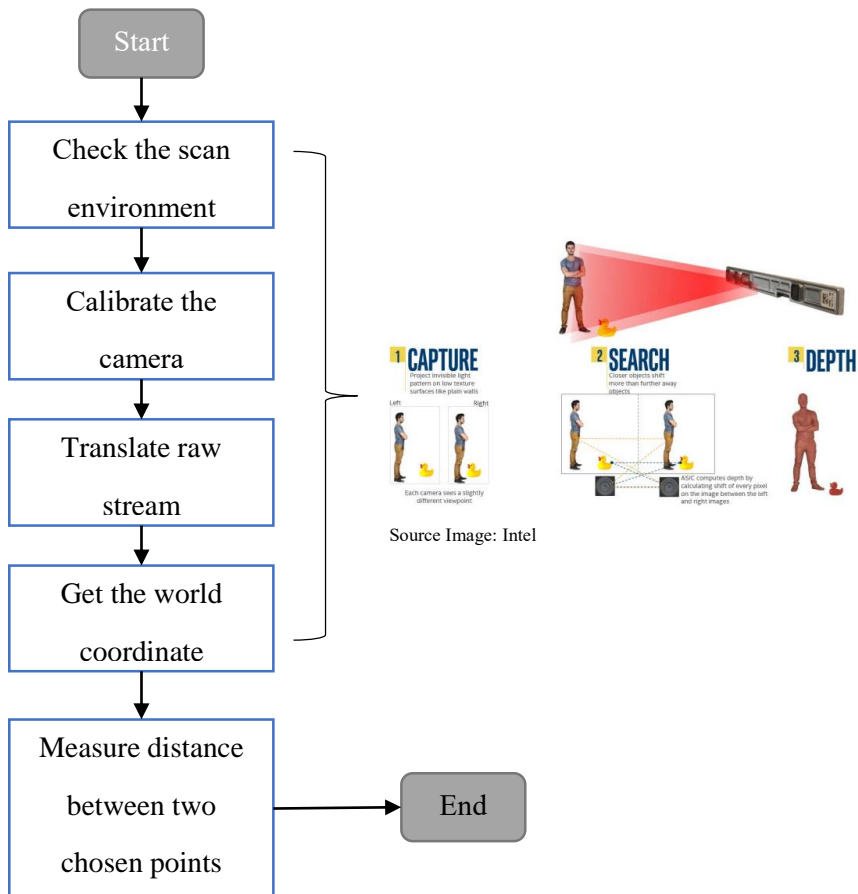 Start
Check the scan
environment
Calibrate the
camera
Translate raw
stream
Get the world
coordinate
Measure distance
between two
chosen points
End
1 CAPTURE
Project invisible light
pattern on low texture
surfaces like plain walls
Left
Right
Each camera sees a slightly
different viewpoint
2 SEARCH
Closer objects shift
more than further away
objects
ASIC computes depth by
calculating shift of every pixel
on the image between the left
and right images
3 DEPTH
Source Image: Intel